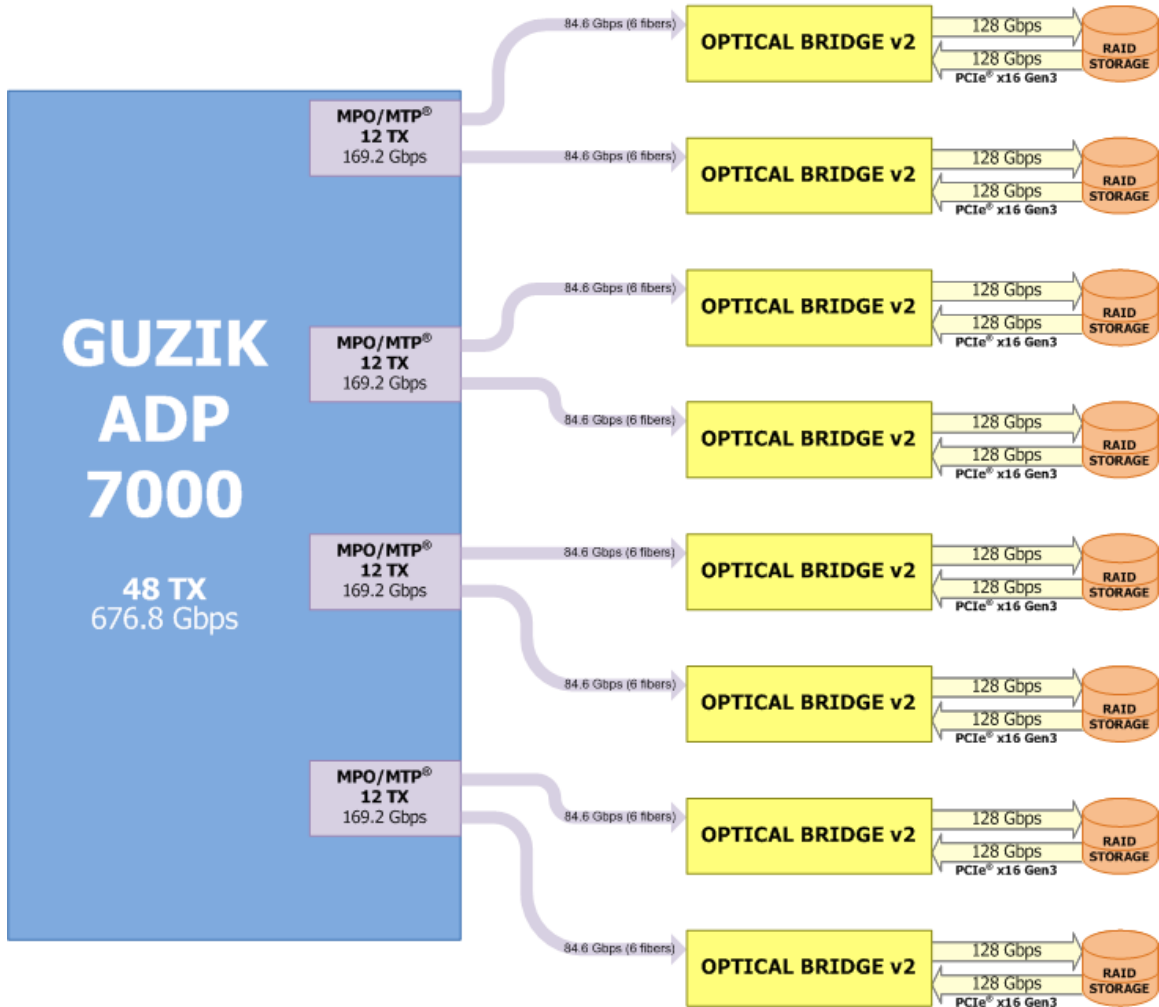 GUZIK
ADP
7000
48 TX
676.8 Gbps
MPO/MTP®
12 TX
169.2 Gbps
84.6 Gbps (6 fibers)
OPTICAL BRIDGE v2
128 Gbps
128 Gbps
PCIe® x16 Gen3
RAID
STORAGE
84.6 Gbps (6 fibers)
OPTICAL BRIDGE v2
128 Gbps
128 Gbps
PCIe® x16 Gen3
RAID
STORAGE
MPO/MTP®
12 TX
169.2 Gbps
84.6 Gbps (6 fibers)
OPTICAL BRIDGE v2
128 Gbps
128 Gbps
PCIe® x16 Gen3
RAID
STORAGE
84.6 Gbps (6 fibers)
OPTICAL BRIDGE v2
128 Gbps
128 Gbps
PCIe® x16 Gen3
RAID
STORAGE
MPO/MTP®
12 TX
169.2 Gbps
84.6 Gbps (6 fibers)
OPTICAL BRIDGE v2
128 Gbps
128 Gbps
PCIe® x16 Gen3
RAID
STORAGE
84.6 Gbps (6 fibers)
OPTICAL BRIDGE v2
128 Gbps
128 Gbps
PCIe® x16 Gen3
RAID
STORAGE
MPO/MTP®
12 TX
169.2 Gbps
84.6 Gbps (6 fibers)
OPTICAL BRIDGE v2
128 Gbps
128 Gbps
PCIe® x16 Gen3
RAID
STORAGE
84.6 Gbps (6 fibers)
OPTICAL BRIDGE v2
128 Gbps
128 Gbps
PCIe® x16 Gen3
RAID
STORAGE